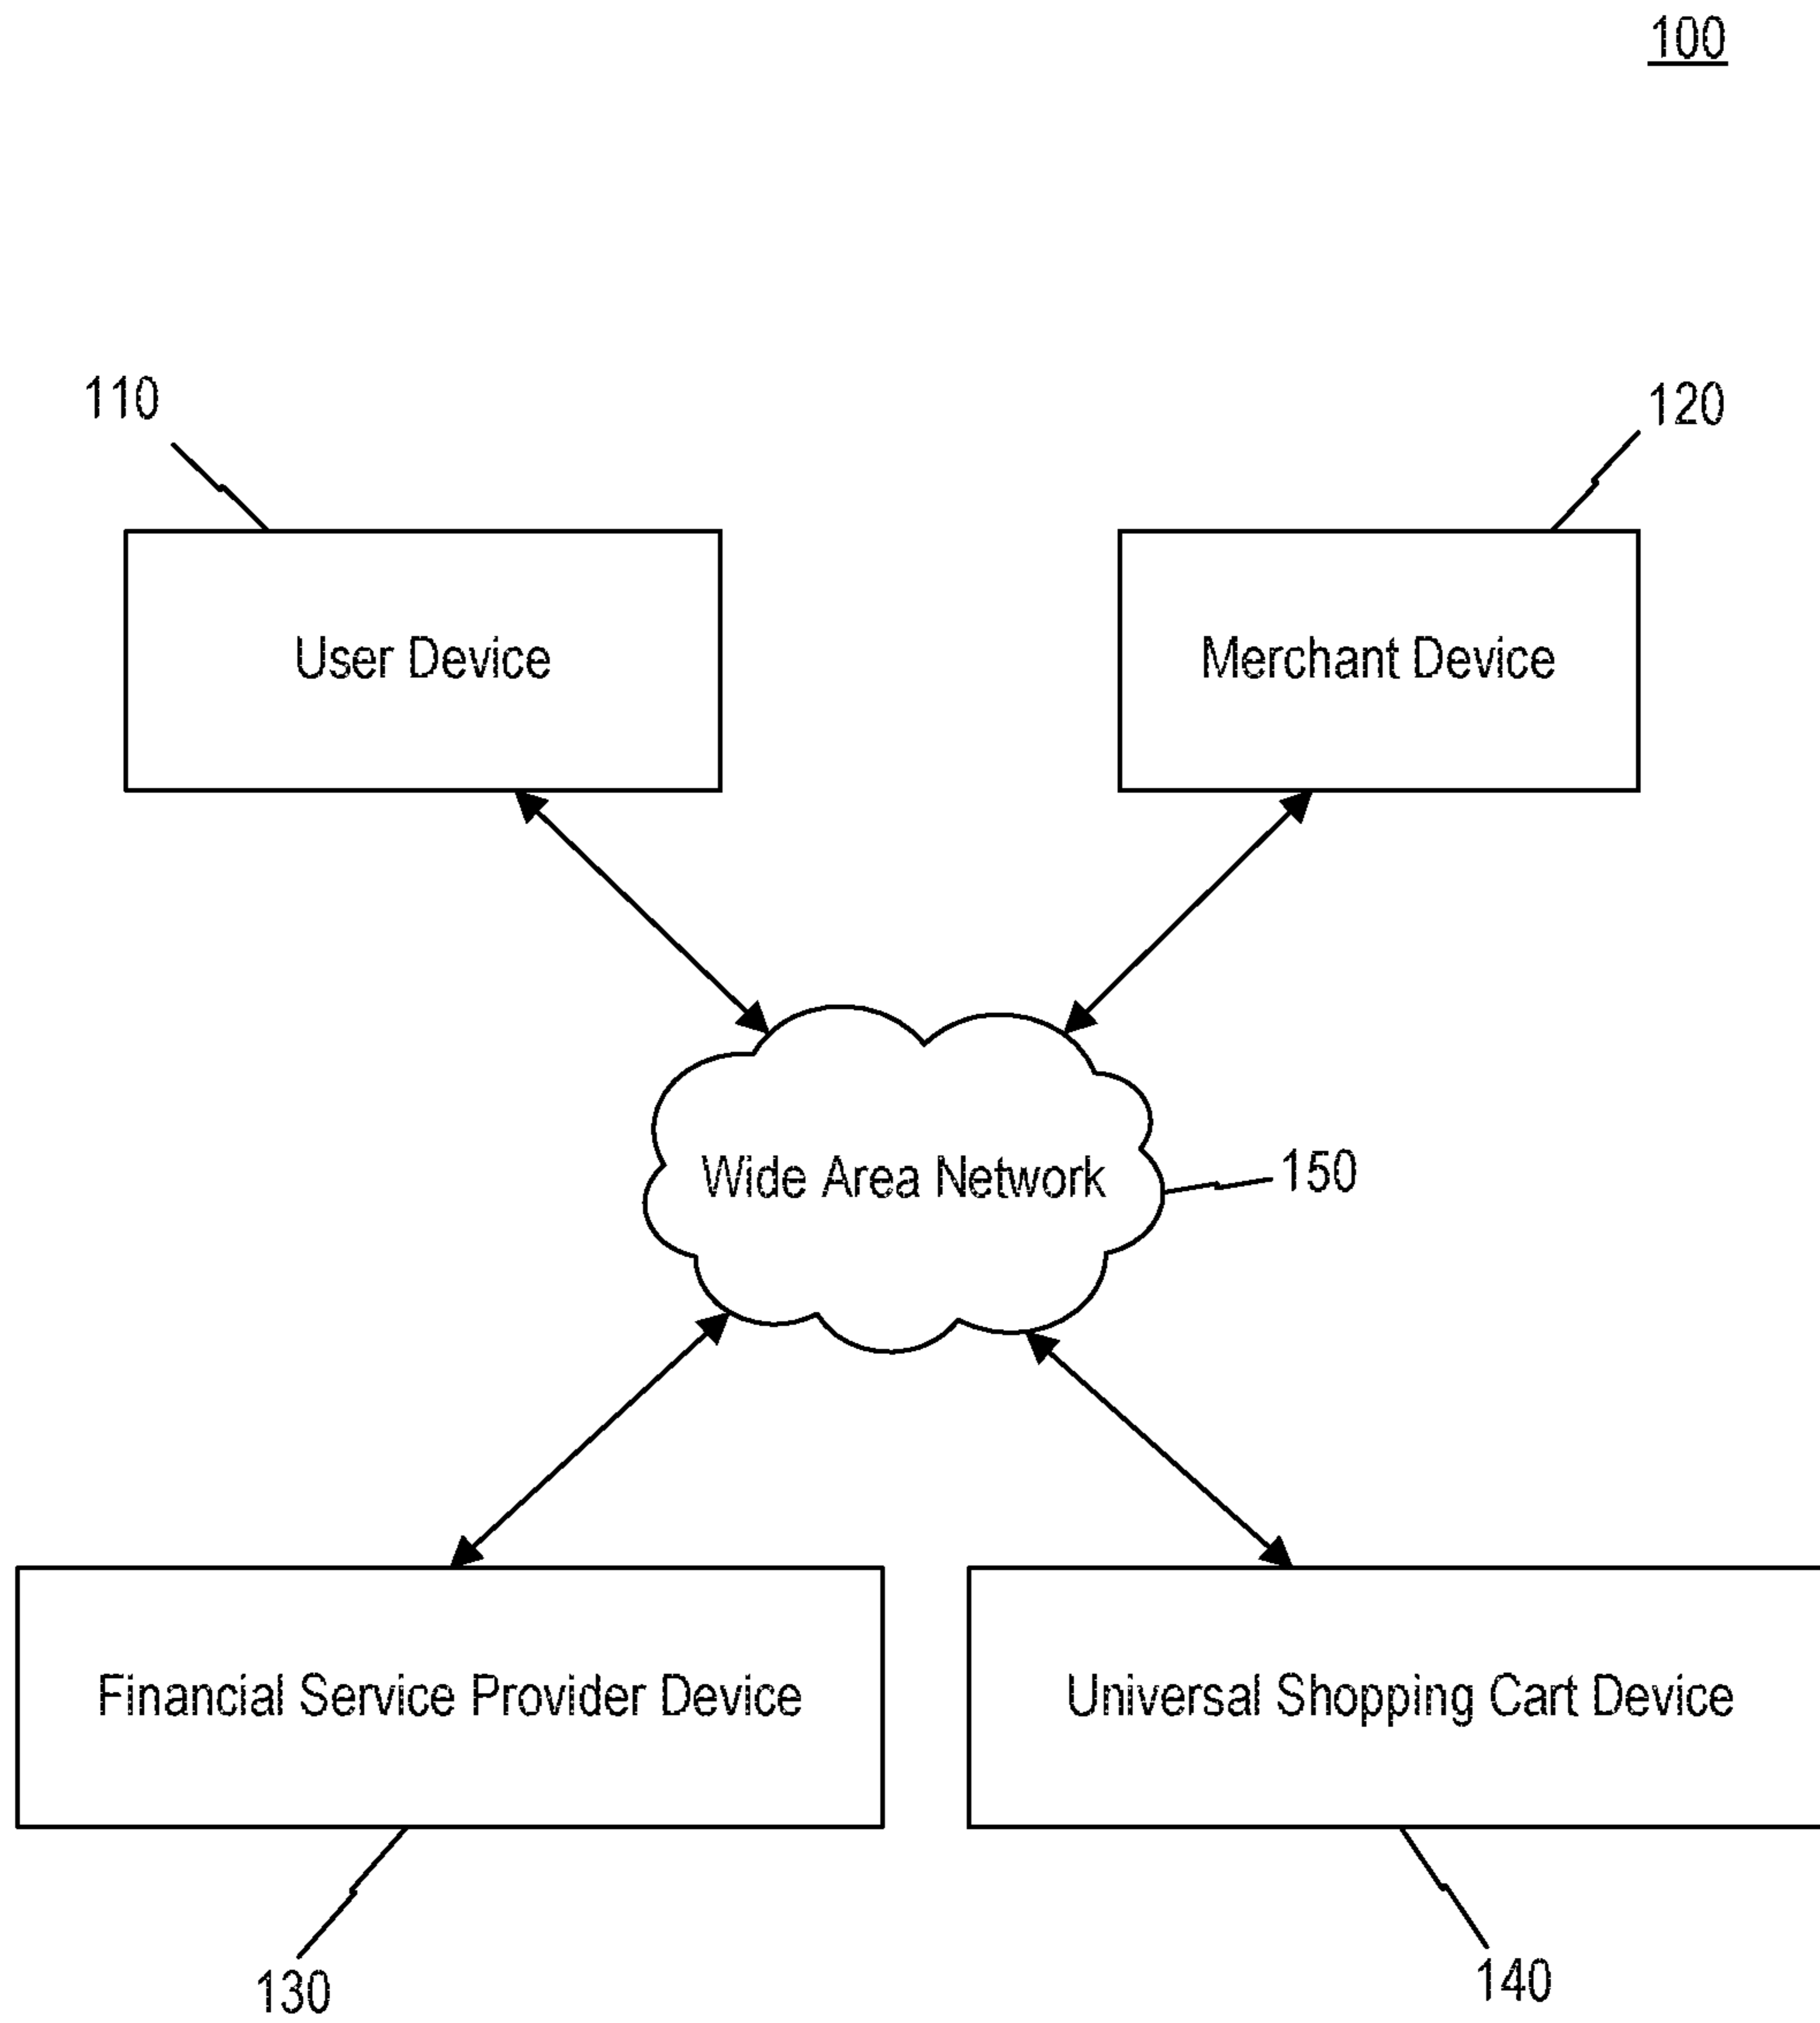 100
110
120
User Device
Merchant Device
Wide Area Network
150
Financial Service Provider Device
Universal Shopping Cart Device
130
140